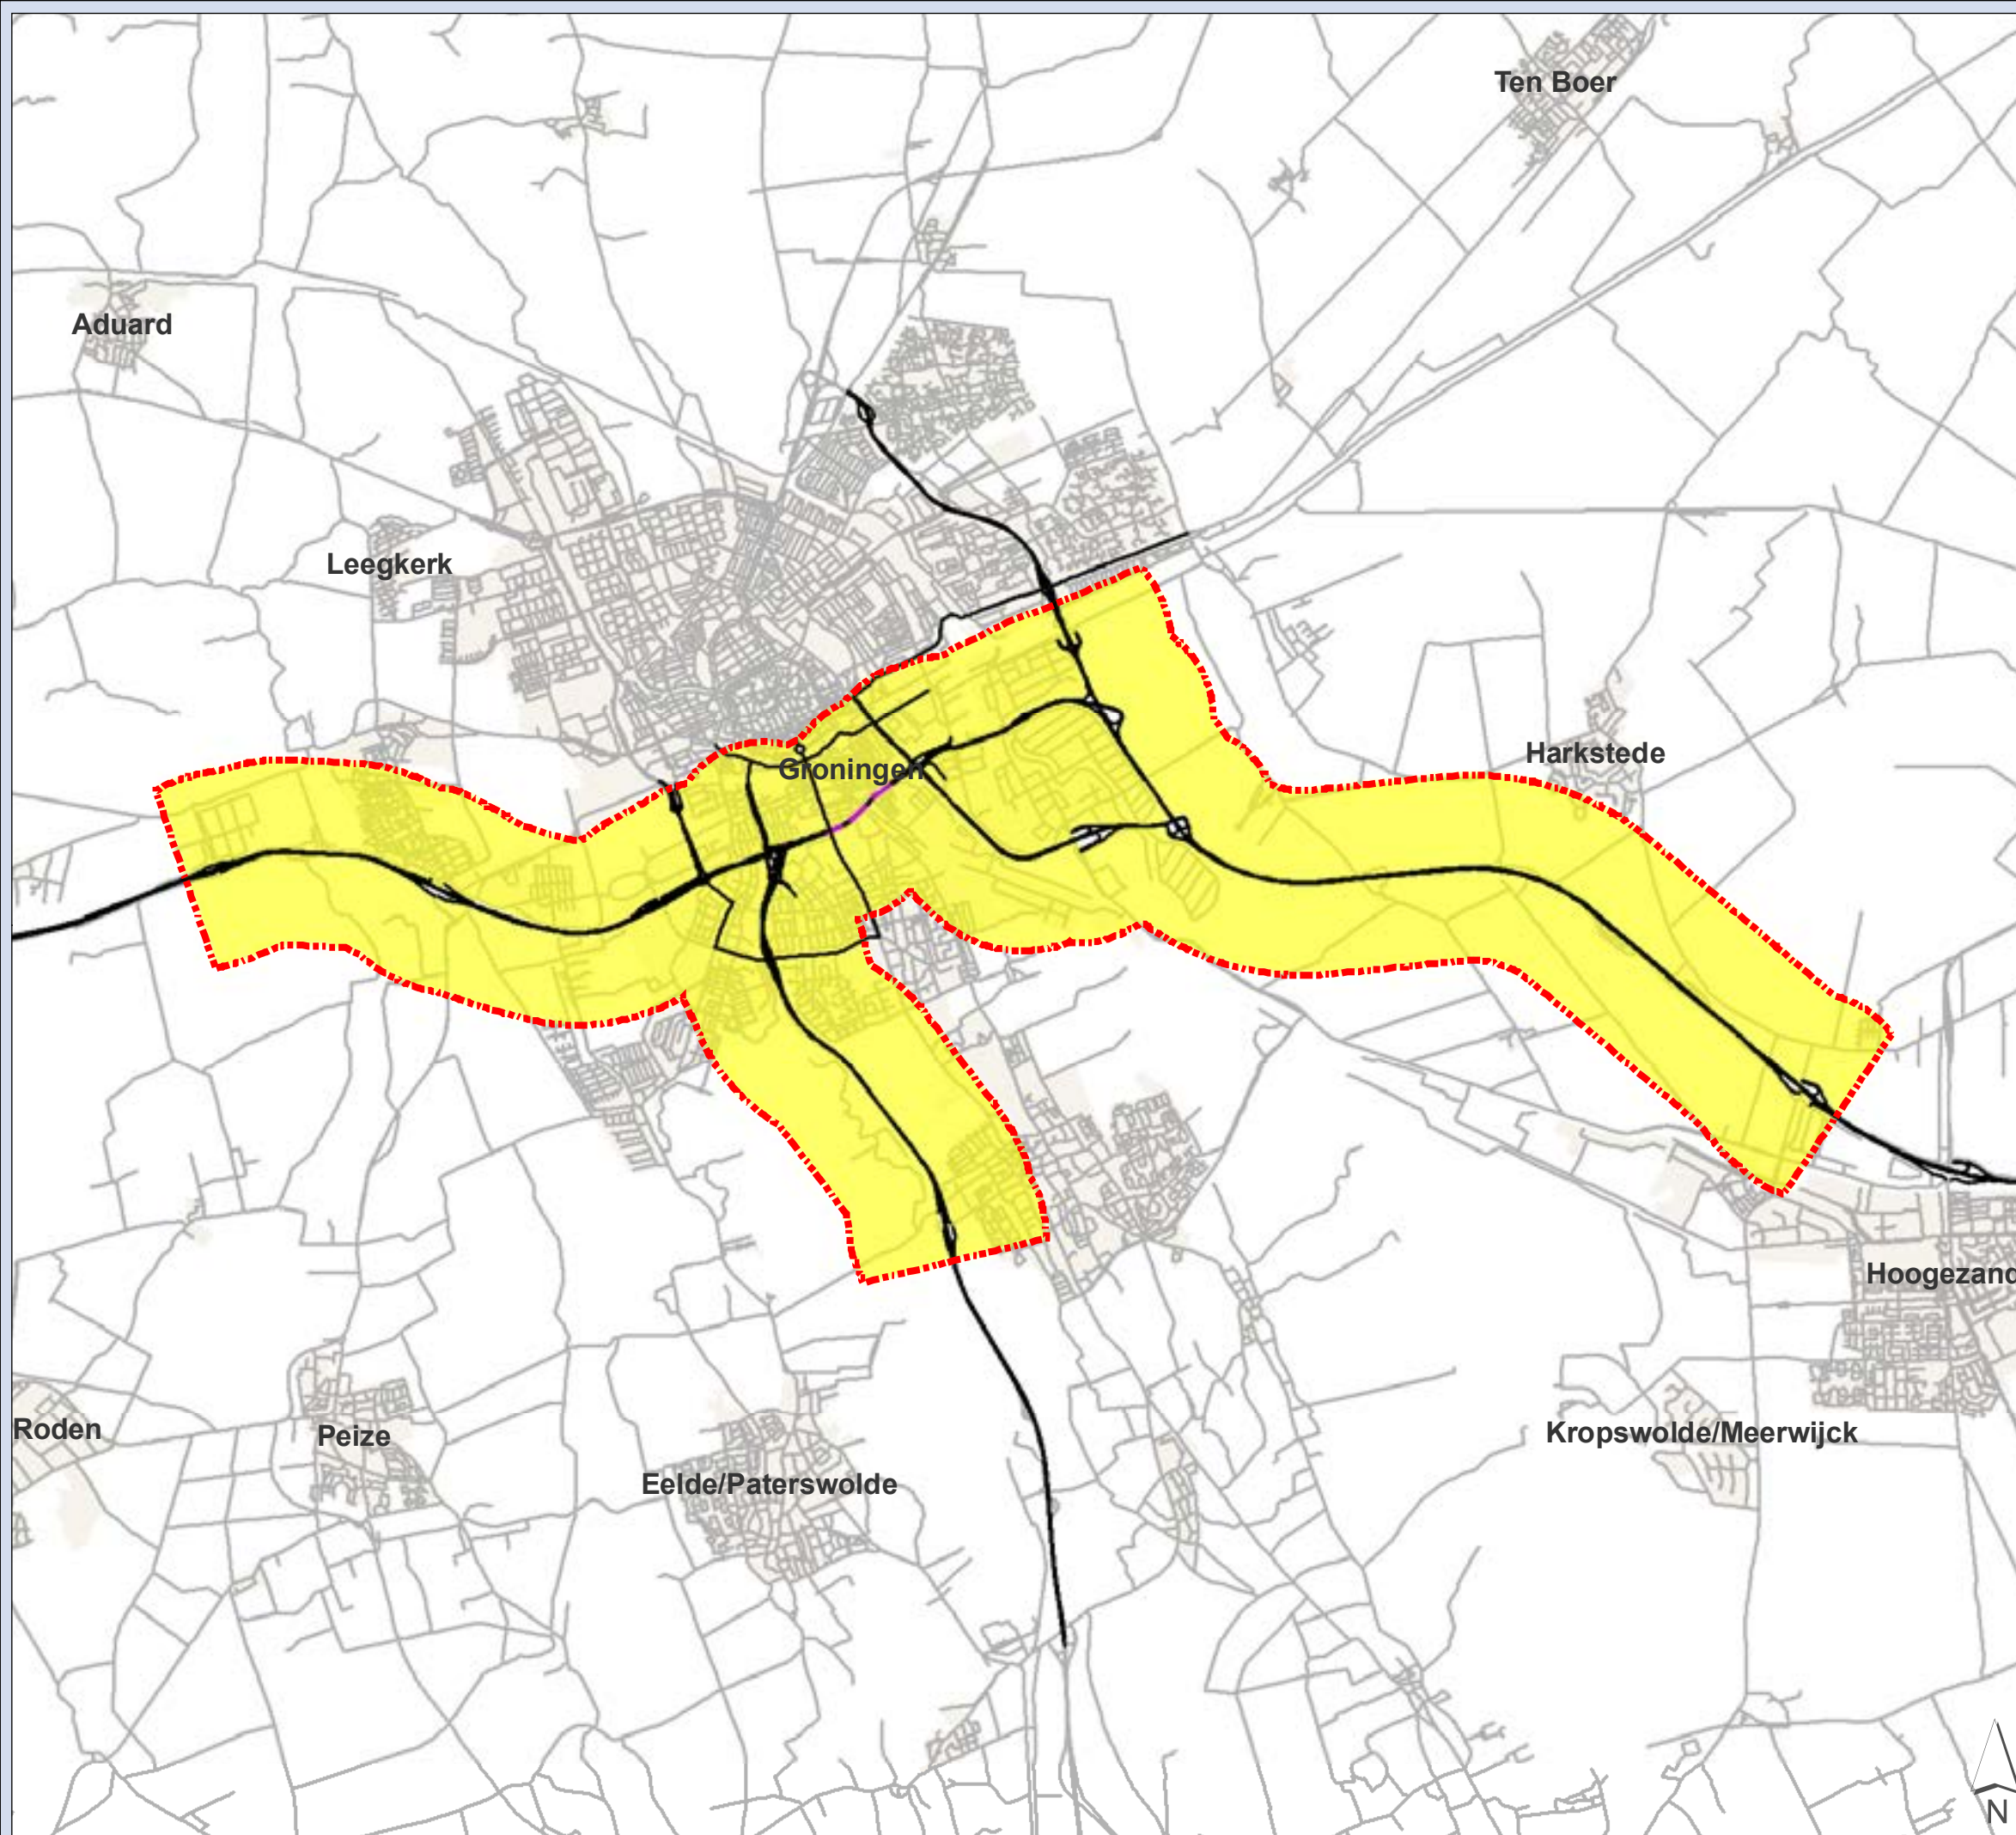 Ten Boer
Aduard
Leegkerk
Harkstede
Groningen
Hoogezand
Roden
Peize
Kropswolde/Meerwijck
Eelde/Paterswolde
N